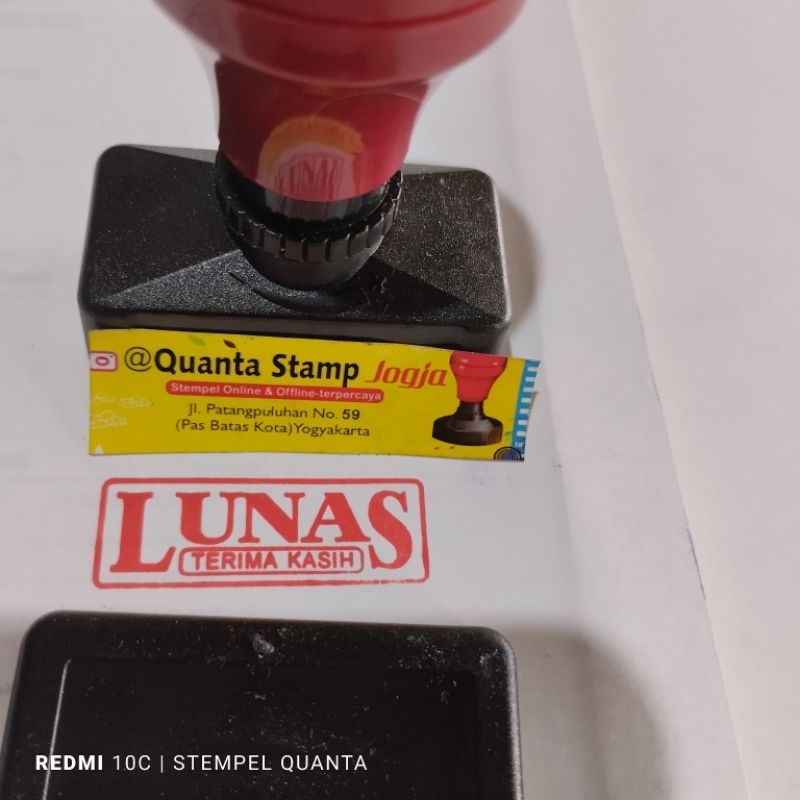 LUNAS
@Quanta Stamp Jogja
Stempel Online & Offline-terpercaya
Jl. Patangpuluhan No. 59
(Pas Batas Kota)Yogyakarta
LUNAS
TERIMA KASIH
REDMI 10C | STEMPEL QUANTA